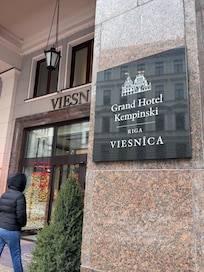 VIESN
Grand Hotel
Kempinski
RIGA
VIESNĪCA